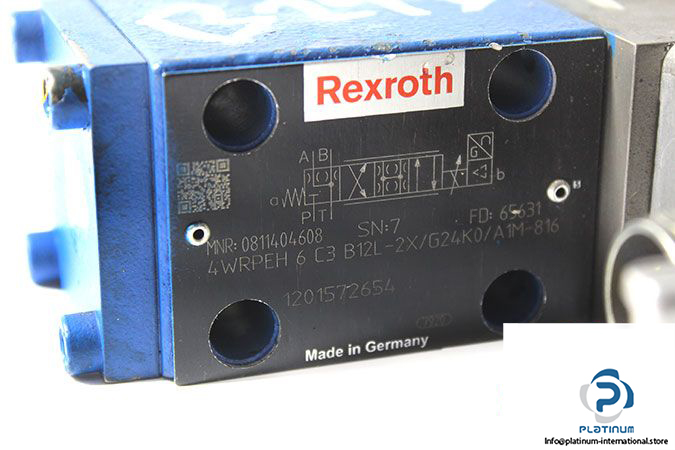 Rexroth
A B
G
a
b
P T
MNR: 0811404608 SN:7 FD: 65631
4WRPEH 6 C3 B12L-2X/G24K0/A1M-816
1201572654
Made in Germany
PLATINUM
Info@platinum-international.store